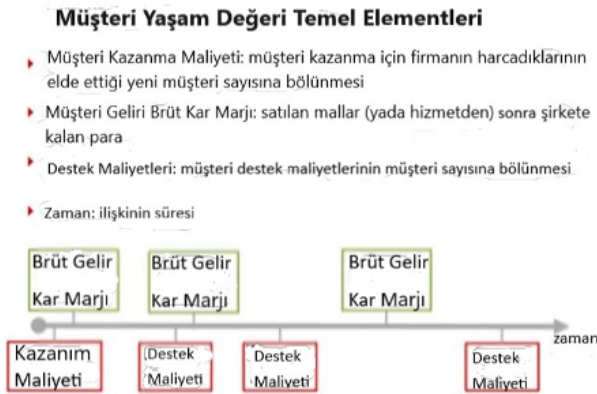 Müşteri Yaşam Değeri Temel Elementleri
Müşteri Kazanma Maliyeti: müşteri kazanma için firmanın harcadıklarının
elde ettiği yeni müşteri sayısına bölünmesi
Müşteri Geliri Brüt Kar Marjı: satılan mallar (yada hizmetden) sonra şirkete
kalan para
Destek Maliyetleri: müşteri destek maliyetlerinin müşteri sayısına bölünmesi
Zaman: ilişkinin süresi
Brüt Gelir
Kar Marjı
Brüt Gelir
Kar Marjı
Brüt Gelir
Kar Marjı
zaman
Kazanım
Maliyeti
Destek
Maliyeti
Destek
Maliyeti
Destek
Maliyeti